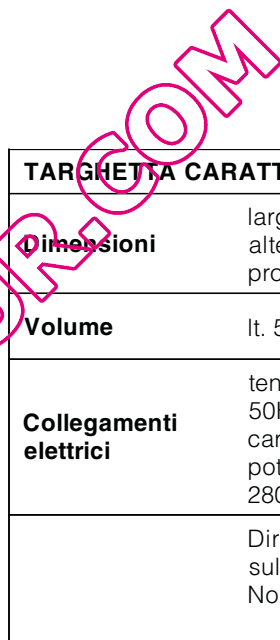 R.COM
TARGHETTA CARATT
Dimensioni
larg
alte
pro
Volume
lt. 5
Collegamenti
elettrici
ten
50H
car
pot
280
Dir
sul
No